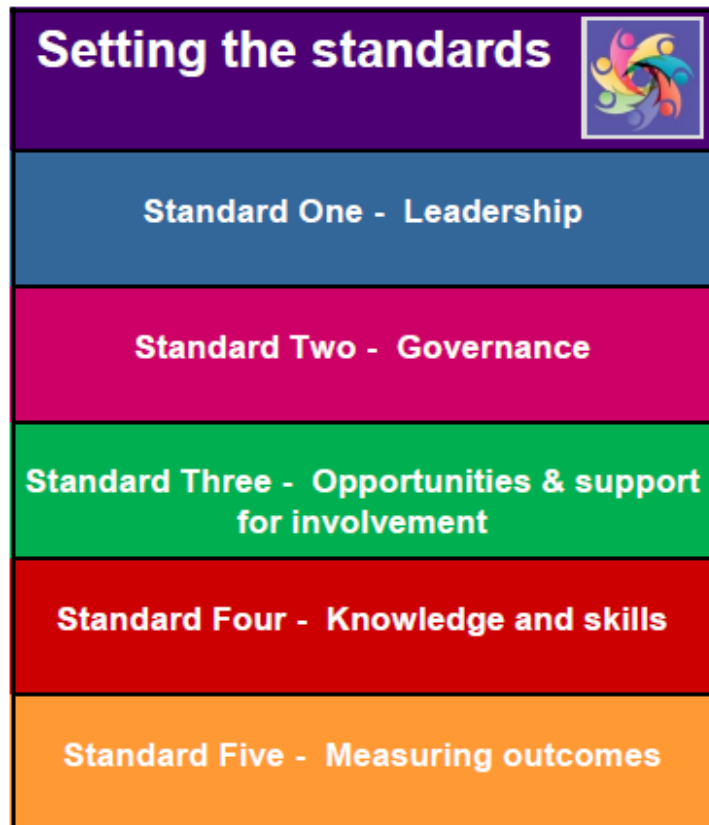 Setting the standards
Standard One -  Leadership
Standard Two -  Governance
Standard Three -  Opportunities & support
for involvement
Standard Four -  Knowledge and skills
Standard Five -  Measuring outcomes